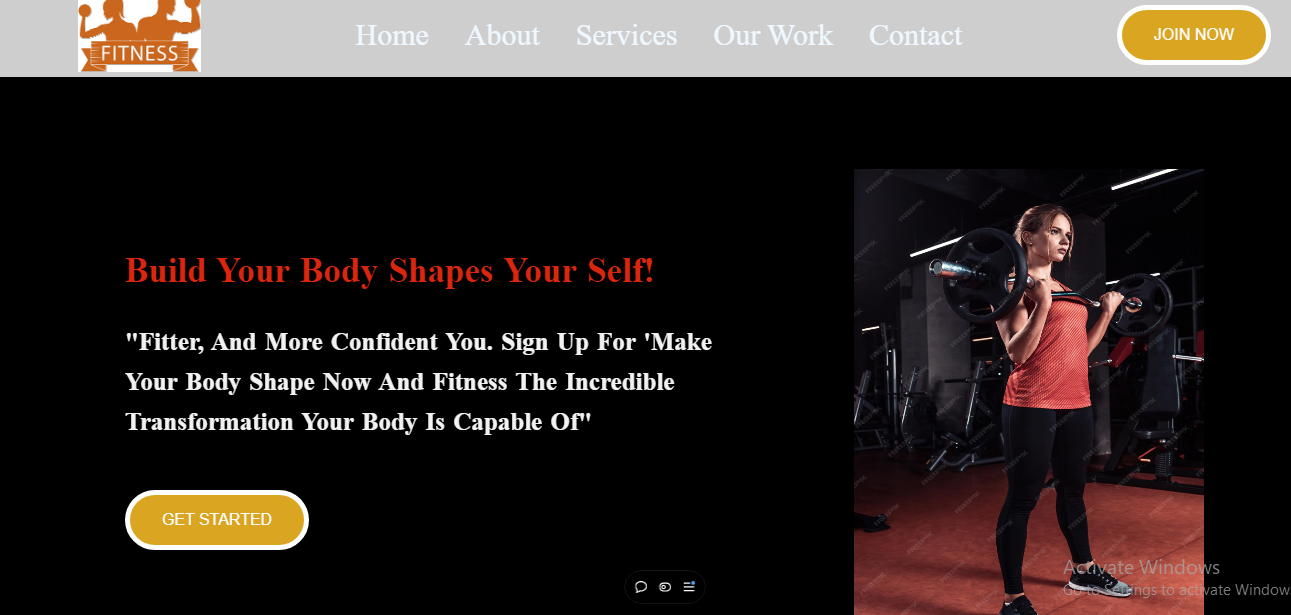 FITNESS
Home About Services Our Work Contact
JOIN NOW
Build Your Body Shapes Your Self!
"Fitter, And More Confident You. Sign Up For 'Make
Your Body Shape Now And Fitness The Incredible
Transformation Your Body Is Capable Of"
GET STARTED
Activate Windows
Go to Settings to activate Window